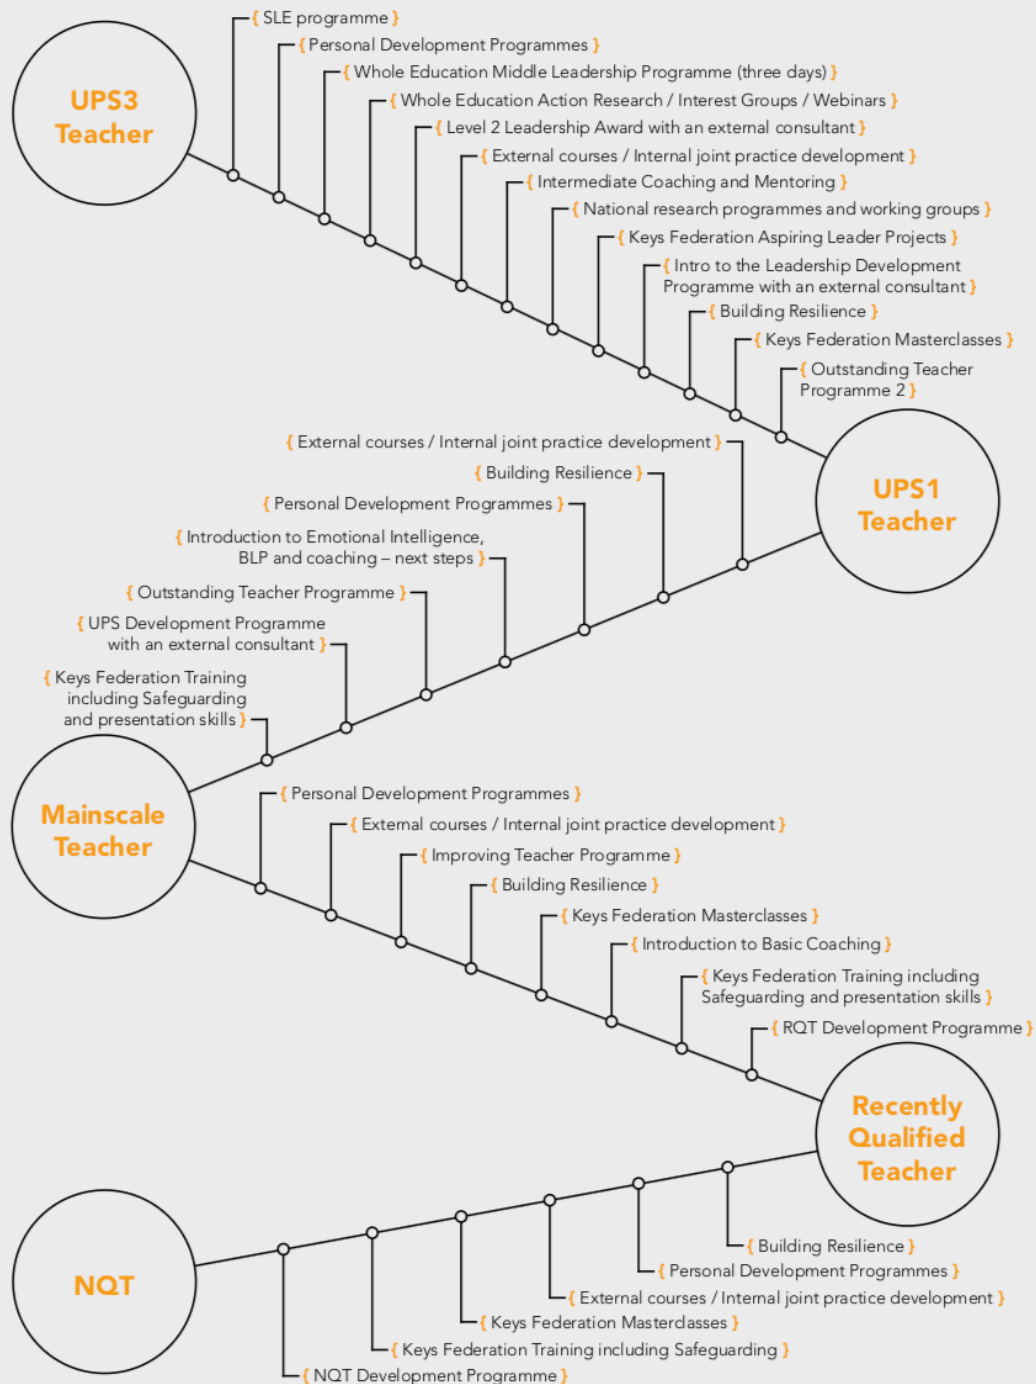 { SLE programme }
{ Personal Development Programmes }
{ Whole Education Middle Leadership Programme (three days) }
UPS3
Teacher
{ Whole Education Action Research / Interest Groups / Webinars }
{ Level 2 Leadership Award with an external consultant }
{ External courses / Internal joint practice development }
{ Intermediate Coaching and Mentoring }
{ National research programmes and working groups }
{ Keys Federation Aspiring Leader Projects }
{ Intro to the Leadership Development
Programme with an external consultant }
{ Building Resilience }
{ Keys Federation Masterclasses }
{ Outstanding Teacher
Programme 2 }
{ External courses / Internal joint practice development }
{ Building Resilience }
UPS1
Teacher
{ Personal Development Programmes }
{ Introduction to Emotional Intelligence,
BLP and coaching – next steps }
{ Outstanding Teacher Programme }
{ UPS Development Programme
with an external consultant }
{ Keys Federation Training
including Safeguarding
and presentation skills }
Mainscale
Teacher
{ Personal Development Programmes }
{ External courses / Internal joint practice development }
{ Improving Teacher Programme }
{ Building Resilience }
{ Keys Federation Masterclasses }
{ Introduction to Basic Coaching }
{ Keys Federation Training including
Safeguarding and presentation skills }
{ RQT Development Programme }
Recently
Qualified
Teacher
{ Building Resilience }
{ Personal Development Programmes }
NQT
{ External courses / Internal joint practice development }
{ Keys Federation Masterclasses }
{ Keys Federation Training including Safeguarding }
{ NQT Development Programme }